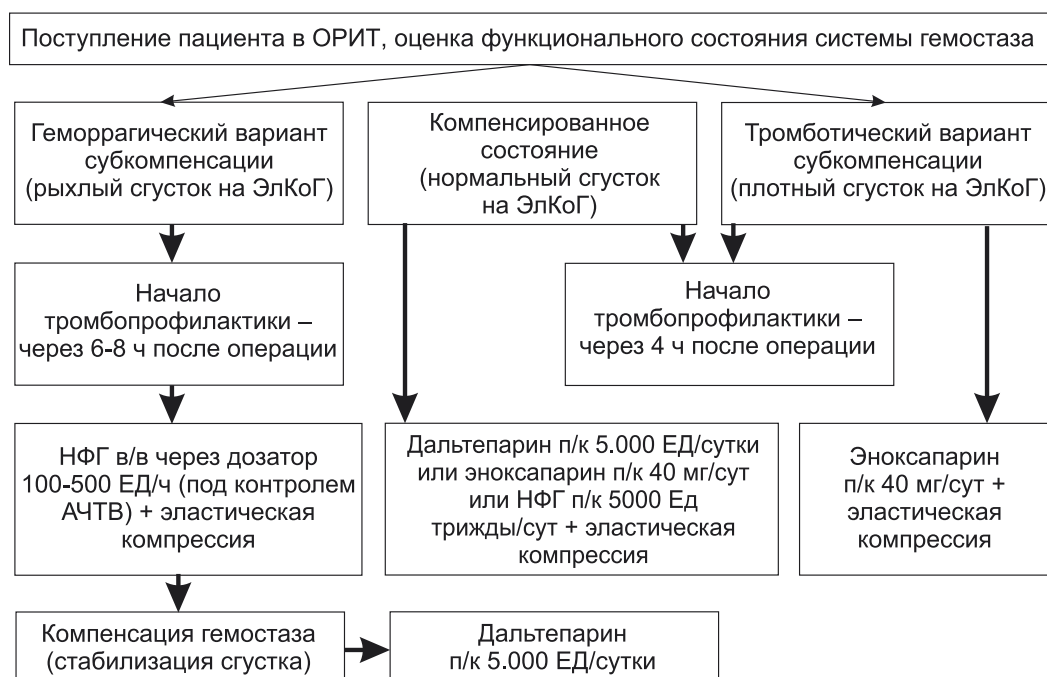 Поступление пациента в ОРИТ, оценка функционального состояния системы гемостаза
Геморрагический вариант
субкомпенсации
(рыхлый сгусток на ЭлКоГ)
Компенсированное
состояние
(нормальный сгусток
на ЭлКоГ)
Тромботический вариант
субкомпенсации
(плотный сгусток на ЭлКоГ)
Начало
тромбопрофилактики –
через 6-8 ч после операции
Начало
тромбопрофилактики –
через 4 ч после операции
НФГ в/в через дозатор
100-500 ЕД/ч (под контролем
АЧТВ) + эластическая
компрессия
Дальтепарин п/к 5.000 ЕД/сутки
или эноксапарин п/к 40 мг/сут
или НФГ п/к 5000 Ед
трижды/сут + эластическая
компрессия
Эноксапарин
п/к 40 мг/сут +
эластическая
компрессия
Компенсация гемостаза
(стабилизация сгустка)
Дальтепарин
п/к 5.000 ЕД/сутки